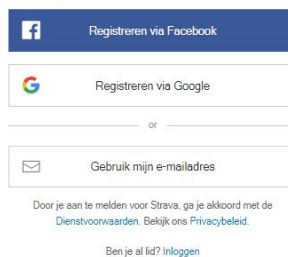 Registreren via Facebook
Registreren via Google
or
Gebruik mijn e-mailadres
Door je aan te melden voor Strava, ga je akkoord met de
Dienstvoorwaarden. Bekijk ons Privacybeleid.
Ben je al lid? Inloggen